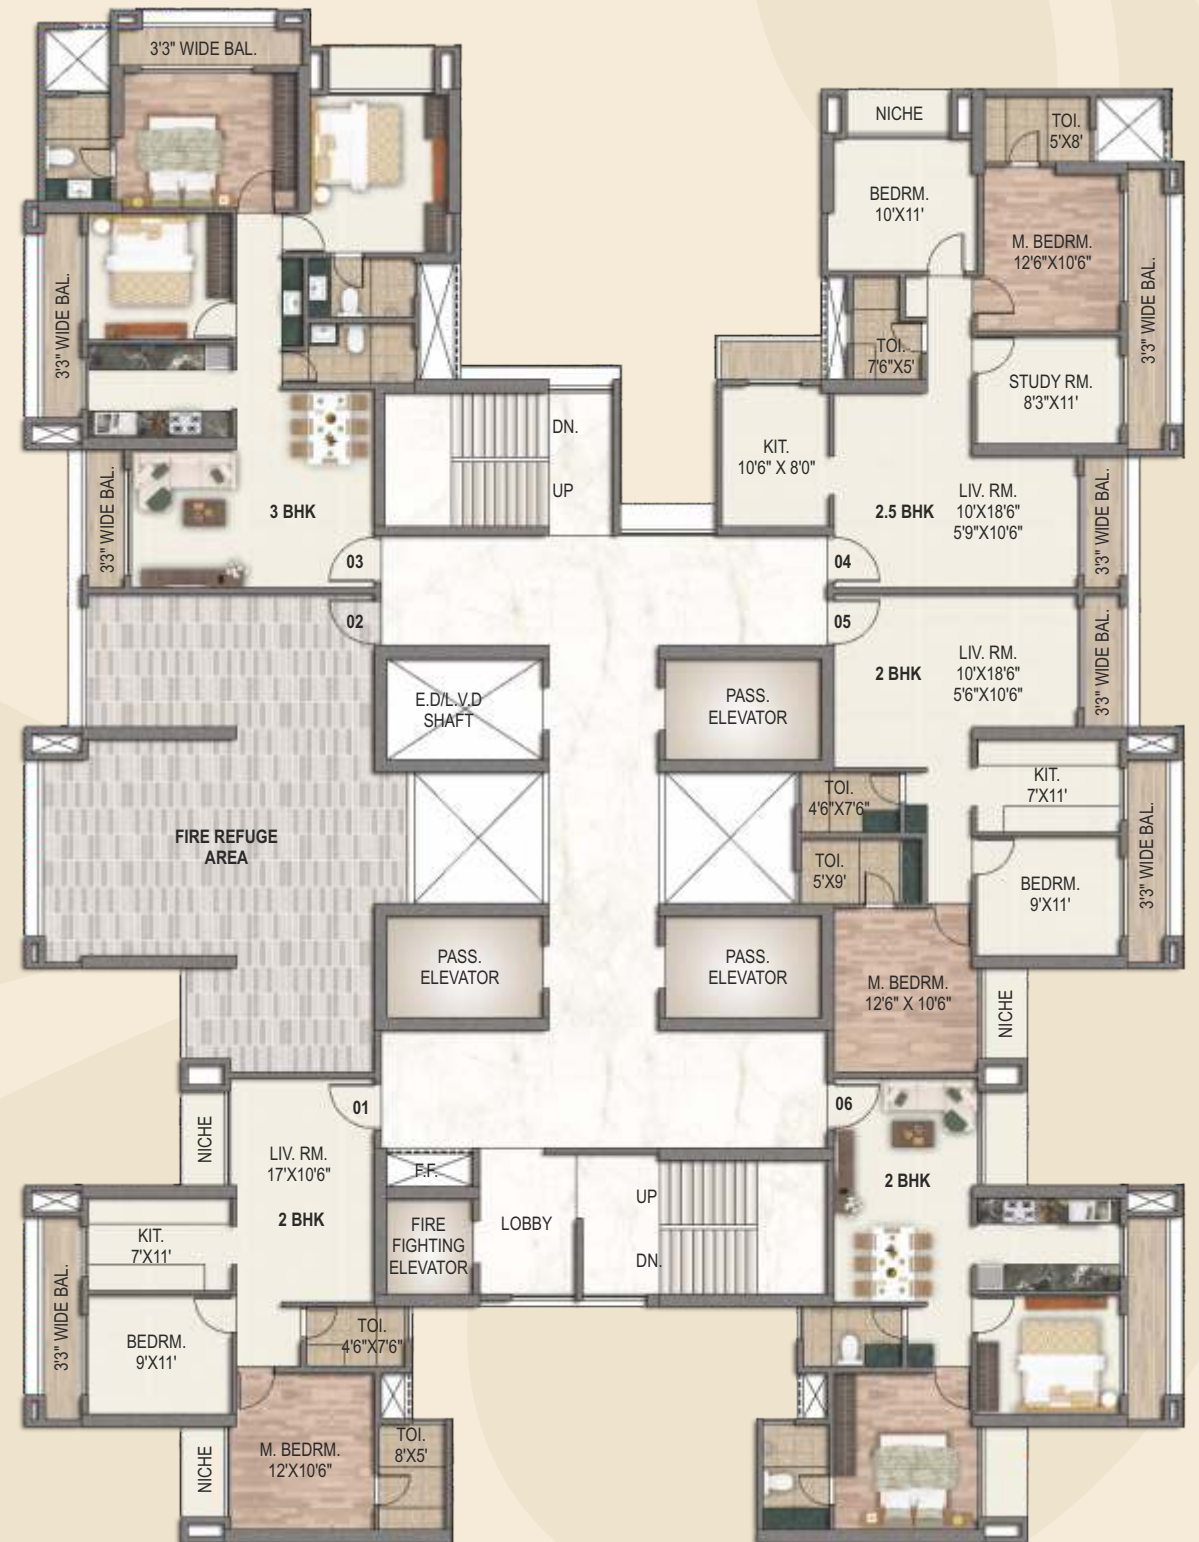 3'3" WIDE BAL.
3'3" WIDE BAL.
3'3" WIDE BAL.
3 BHK
03
DN.
UP
NICHE
TOI.
5'X8'
BEDRM.
10'X11'
M. BEDRM.
12'6"X10'6"
3'3" WIDE BAL.
TOI.
7'6"X5'
STUDY RM.
8'3"X11'
KIT.
10'6" X 8'0"
2.5 BHK
LIV. RM.
10'X18'6"
5'9"X10'6"
3'3" WIDE BAL.
04
02
05
2 BHK
LIV. RM.
10'X18'6"
5'6"X10'6"
3'3" WIDE BAL.
E.D/L.V.D
SHAFT
PASS.
ELEVATOR
TOI.
4'6"X7'6"
KIT.
7'X11'
3'3" WIDE BAL.
FIRE REFUGE
AREA
TOI.
5'X9'
BEDRM.
9'X11'
PASS.
ELEVATOR
PASS.
ELEVATOR
M. BEDRM.
12'6" X 10'6"
NICHE
01
06
NICHE
LIV. RM.
17'X10'6"
2 BHK
F.F.
FIRE
FIGHTING
ELEVATOR
LOBBY
UP
DN.
2 BHK
KIT.
7'X11'
3'3" WIDE BAL.
BEDRM.
9'X11'
TOI.
4'6"X7'6"
NICHE
M. BEDRM.
12'X10'6"
TOI.
8'X5'